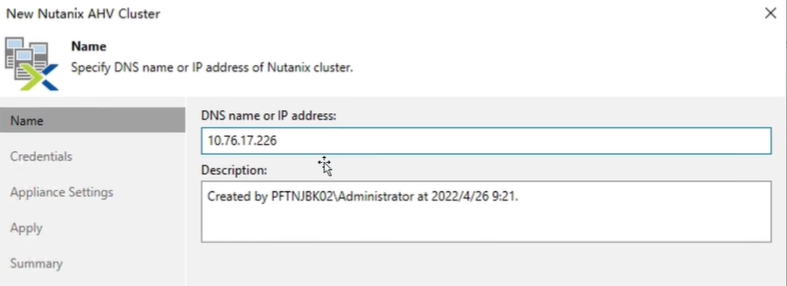 New Nutanix AHV Cluster
Name
Specify DNS name or IP address of Nutanix cluster.
Name
Credentials
Appliance Settings
Apply
Summary
DNS name or IP address:
10.76.17.226
Description:
Created by PFTNJBK02\Administrator at 2022/4/26 9:21.